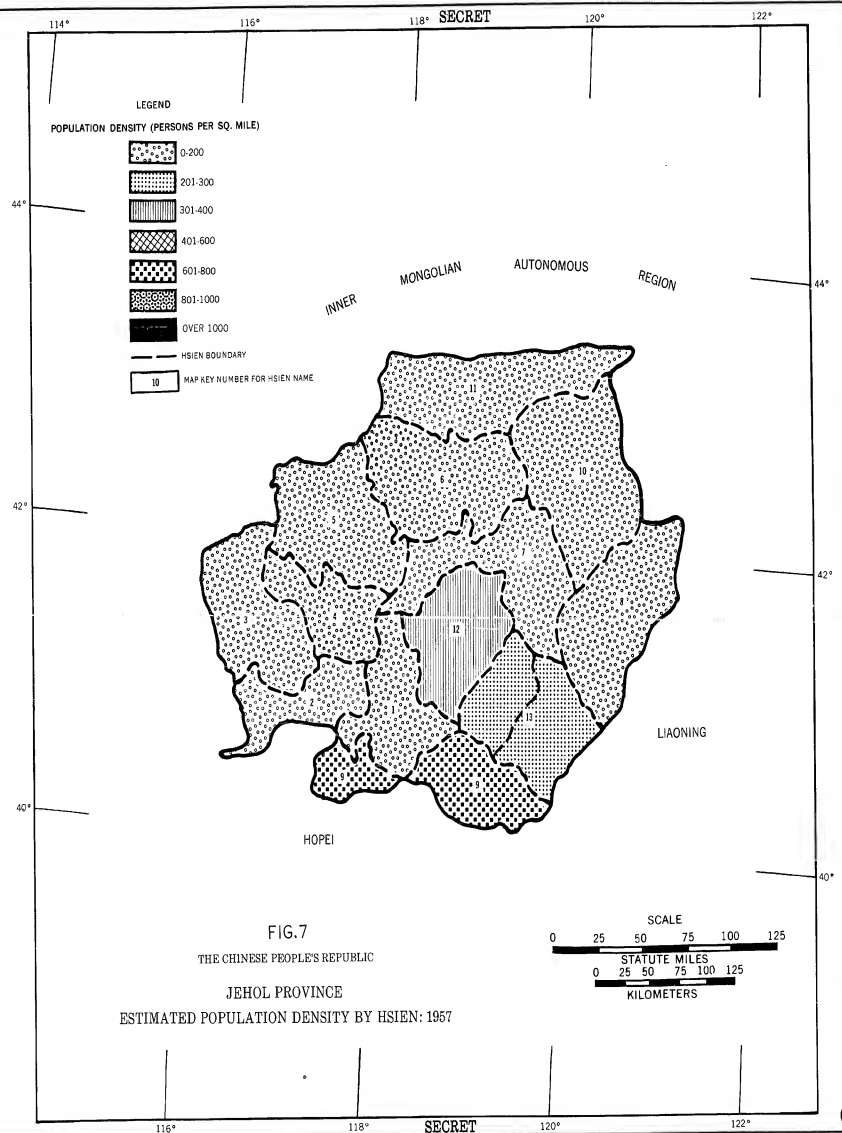 114° 116° 118° SECRET 120° 122°
LEGEND
POPULATION DENSITY (PERSONS PER SQ. MILE)
0-200
201-300
301-400
401-600
601-800
801-1000
OVER 1000
HSIEN BOUNDARY
10 MAP KEY NUMBER FOR HSIEN NAME
44°
44°
INNER MONGOLIAN AUTONOMOUS REGION
11
10
6
5
42°
7
42°
8
3
12
2
1
13
LIAONING
9
9
40°
HOPEI
40°
FIG.7
THE CHINESE PEOPLE'S REPUBLIC
JEHOL PROVINCE
ESTIMATED POPULATION DENSITY BY HSIEN: 1957
SCALE
0 25 50 75 100 125
STATUTE MILES
0 25 50 75 100 125
KILOMETERS
116° 118° SECRET 120° 122°